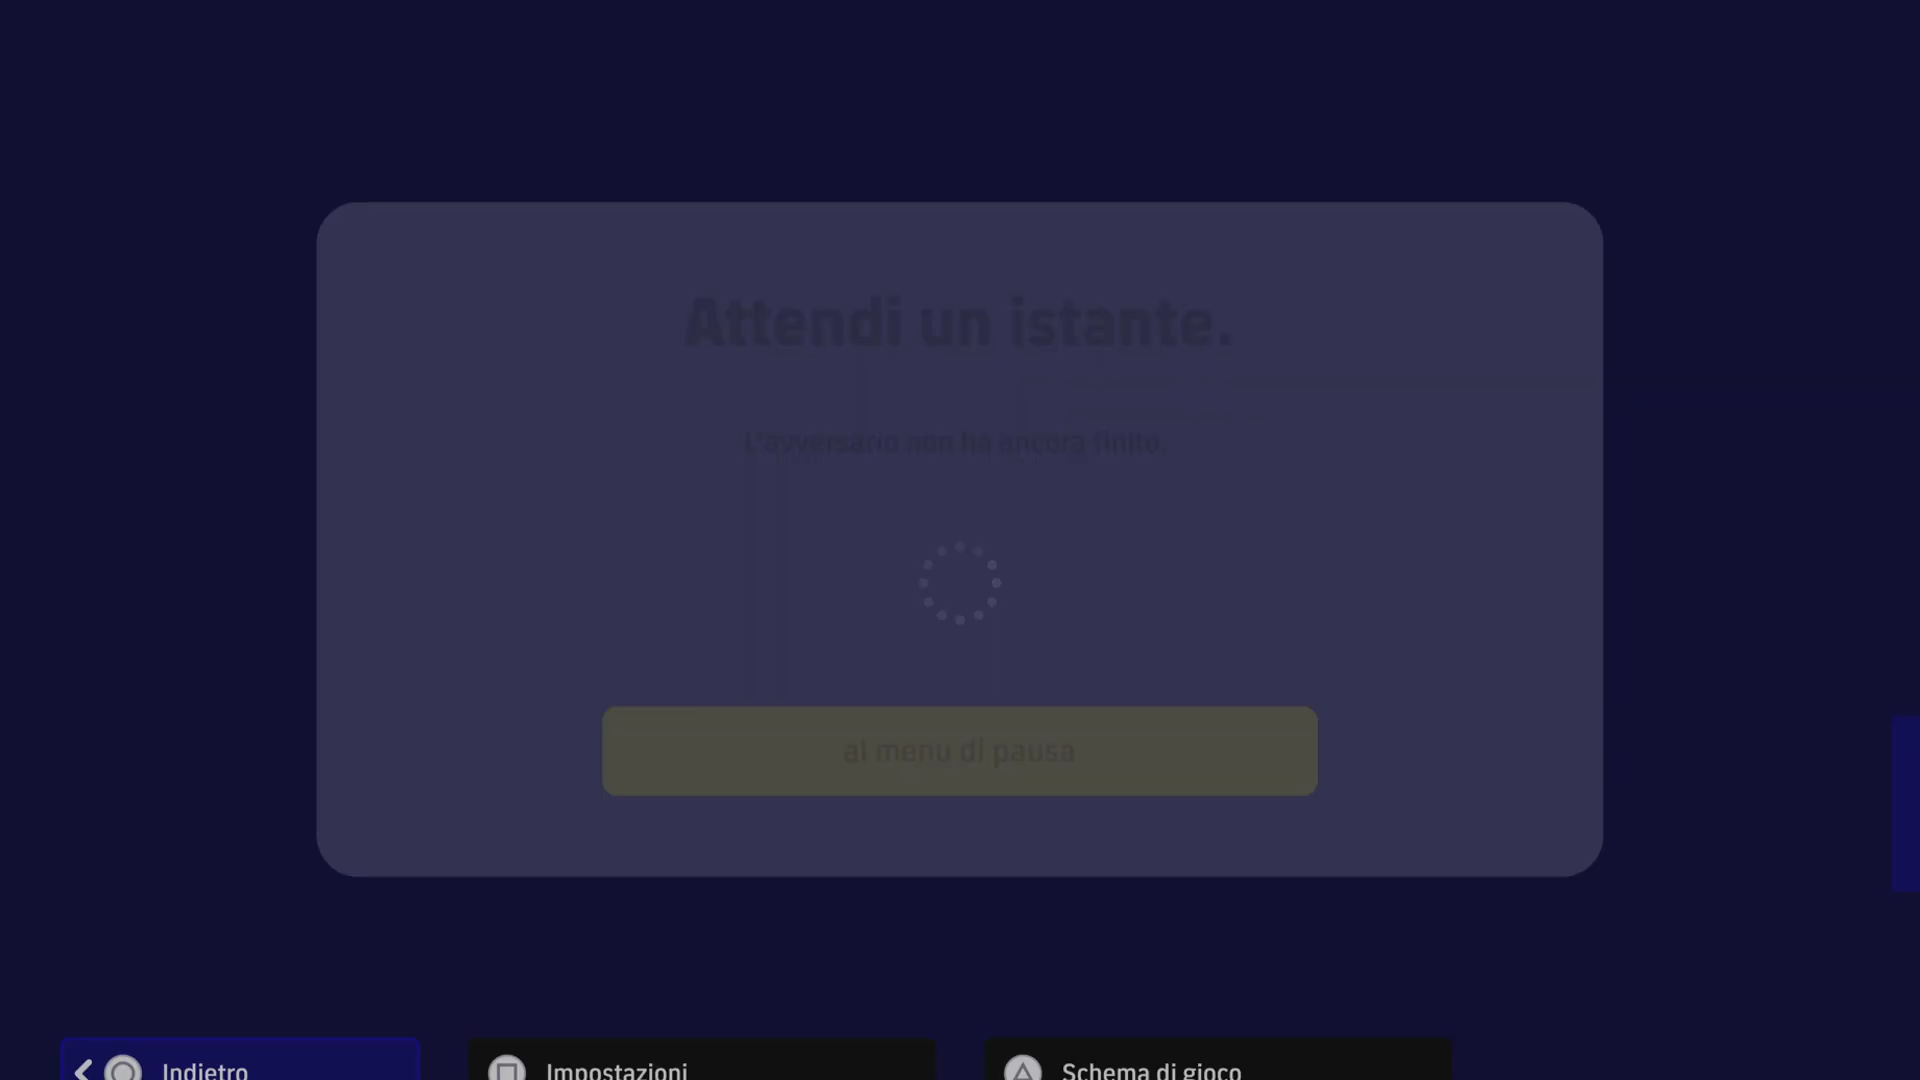 Attendi un istante.
L'avversario non ha ancora finito.
al menu di pausa
Indietro
Impostazioni
Schema di gioco